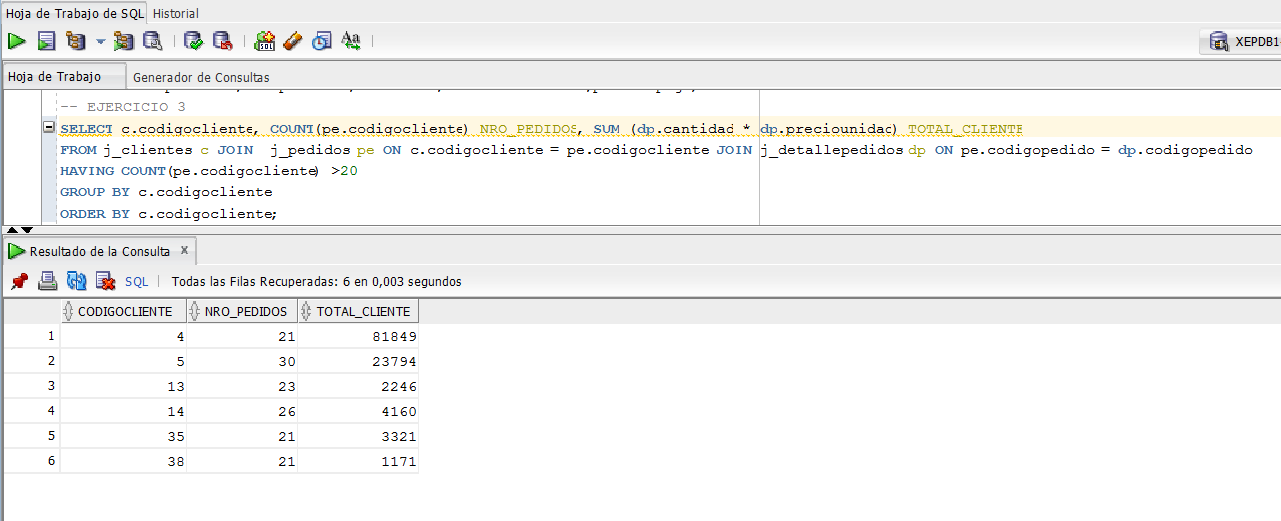 Hoja de Trabajo de SQL Historial
XEPDB1
Hoja de Trabajo Generador de Consultas
-- EJERCICIO 3
SELECT c.codigocliente, COUNT(pe.codigocliente) NRO_PEDIDOS, SUM (dp.cantidad * dp.preciounidad) TOTAL_CLIENTE
FROM j_clientes c JOIN j_pedidos pe ON c.codigocliente = pe.codigocliente JOIN j_detallepedidos dp ON pe.codigopedido = dp.codigopedido
HAVING COUNT(pe.codigocliente) >20
GROUP BY c.codigocliente
ORDER BY c.codigocliente;
Resultado de la Consulta x
SQL Todas las Filas Recuperadas: 6 en 0,003 segundos
CODIGOCLIENTE NRO_PEDIDOS TOTAL_CLIENTE
1 4 21 81849
2 5 30 23794
3 13 23 2246
4 14 26 4160
5 35 21 3321
6 38 21 1171